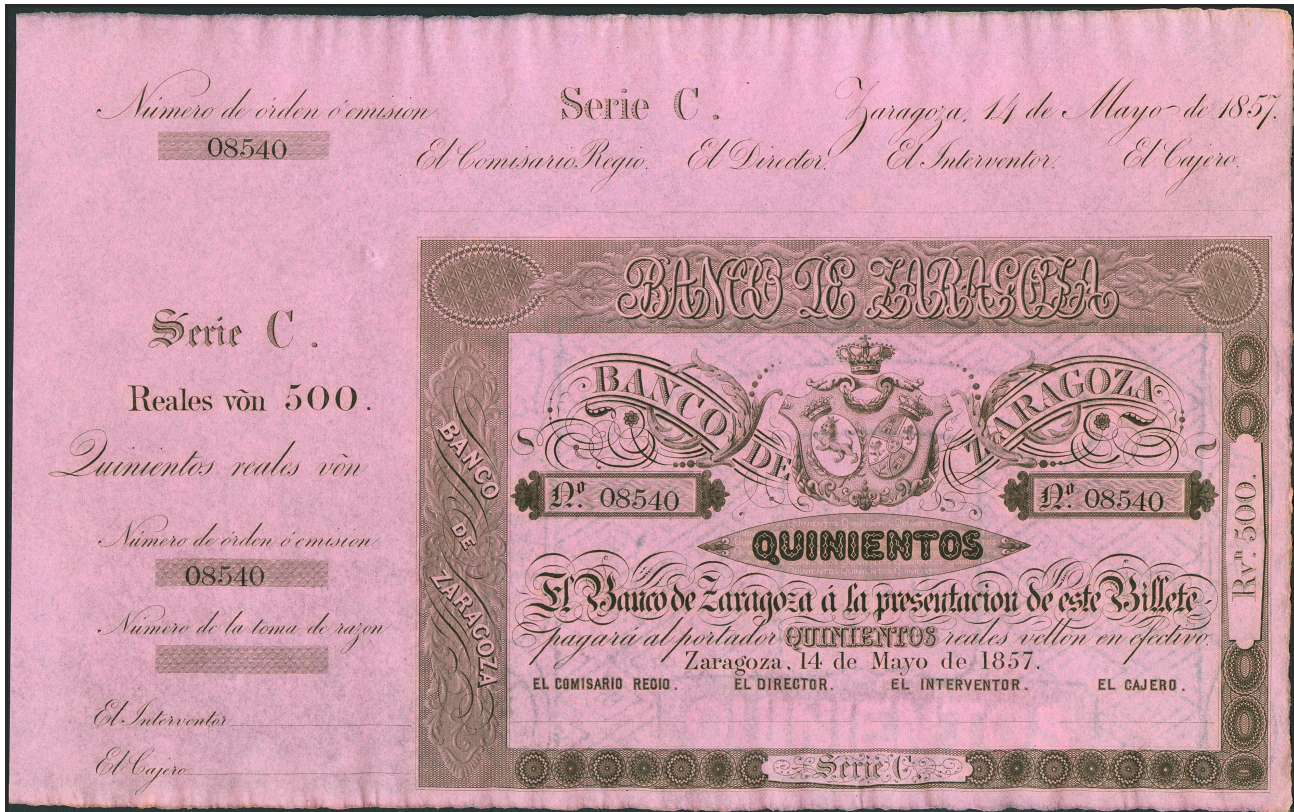 Número de órden ó emision
08540
Serie C.
Zaragoza, 14 de Mayo de 1857.
El Comisario Regio. El Director. El Interventor. El Cajero.
Serie C.
Reales vōn 500.
Quinientos reales vōn
Número de órden ó emision
08540
Número de la toma de razon
El Interventor
El Cajero
BANCO DE ZARAGOZA
BANCO DE ZARAGOZA
BANCO DE ZARAGOZA
Nº. 08540
Nº. 08540
QUINIENTOS
El Banco de Zaragoza á la presentacion de este Billete
pagará al portador QUINIENTOS reales vellon en efectivo.
Zaragoza, 14 de Mayo de 1857.
EL COMISARIO REGIO. EL DIRECTOR. EL INTERVENTOR. EL CAJERO.
Rvn. 500.
Serie C.